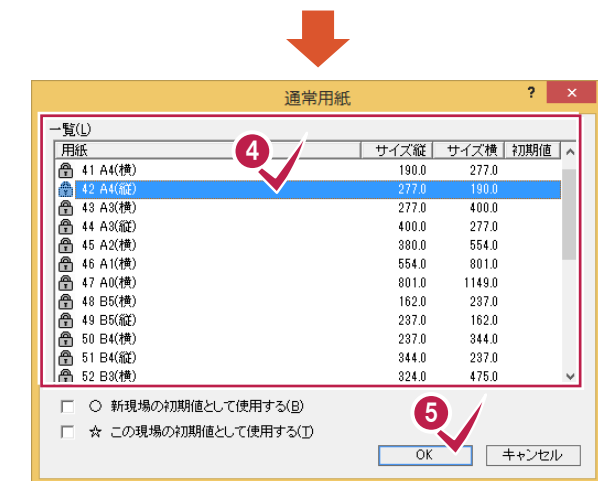 通常用紙 ? ×
一覧(L)
用紙 サイズ縦 サイズ横 初期値
41 A4(横) 190.0 277.0
42 A4(縦) 277.0 190.0
43 A3(横) 277.0 400.0
44 A3(縦) 400.0 277.0
45 A2(横) 380.0 554.0
46 A1(横) 554.0 801.0
47 A0(横) 801.0 1149.0
48 B5(横) 162.0 237.0
49 B5(縦) 237.0 162.0
50 B4(横) 237.0 344.0
51 B4(縦) 344.0 237.0
52 B3(横) 324.0 475.0
4
○ 新現場の初期値として使用する(B)
☆ この現場の初期値として使用する(T)
5
OK キャンセル